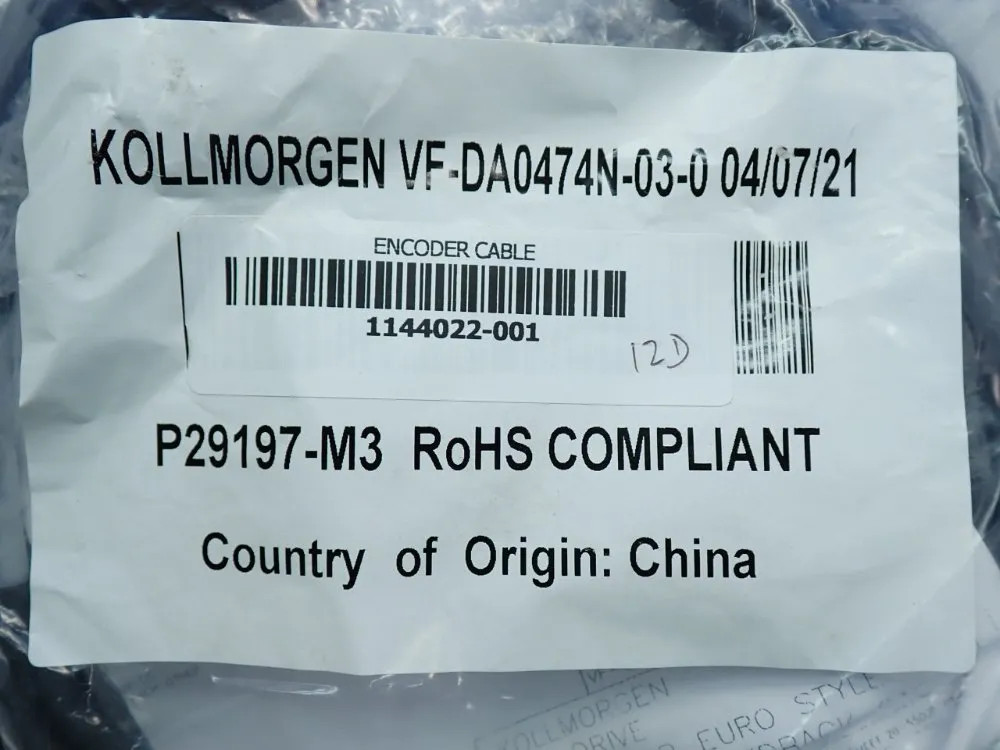 KOLLMORGEN VF-DA0474N-03-0 04/07/21
ENCODER CABLE
1144022-001
12D
P29197-M3 RoHS COMPLIANT
Country of Origin: China
KOLLMORGEN
EURO STYLE
DRIVE